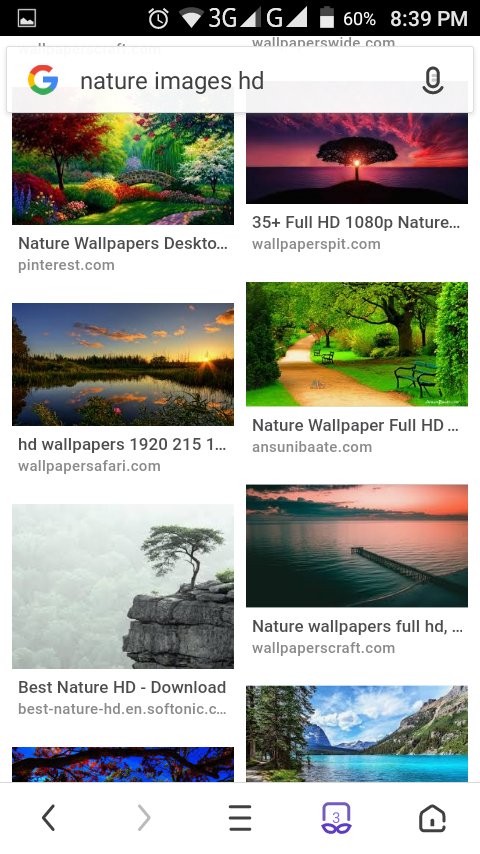 3G
G
60%
8:39 PM
wallpaperscraft.com
wallpaperswide.com
nature images hd
Nature Wallpapers Deskto...
pinterest.com
35+ Full HD 1080p Nature...
wallpaperspit.com
hd wallpapers 1920 215 1...
wallpapersafari.com
Nature Wallpaper Full HD ...
ansunibaate.com
Best Nature HD - Download
best-nature-hd.en.softonic.c...
Nature wallpapers full hd, ...
wallpaperscraft.com
3